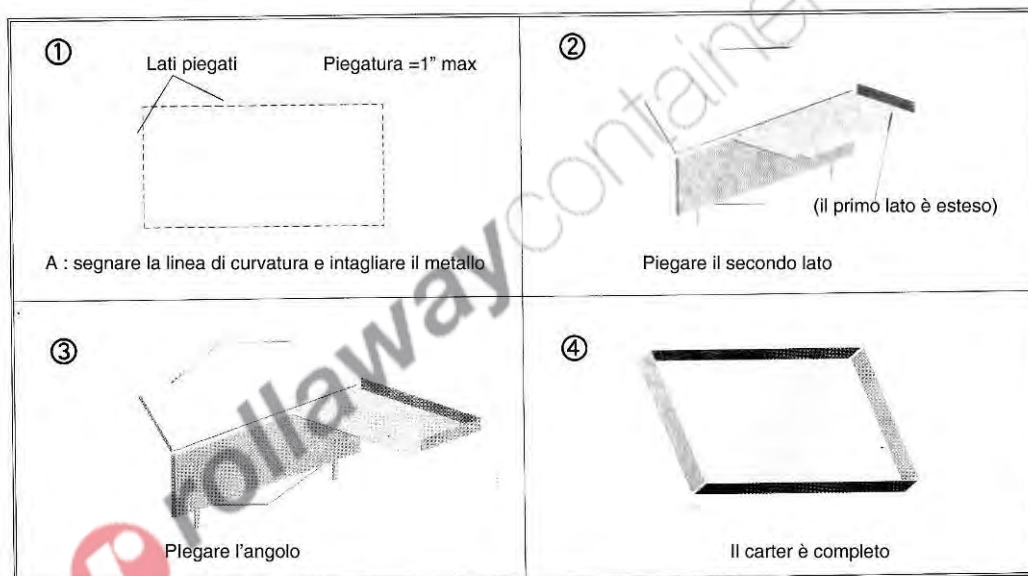 ①
Lati piegati Piegatura =1" max
A : segnare la linea di curvatura e intagliare il metallo
②
(il primo lato è esteso)
Piegare il secondo lato
③
PIegare l'angolo
④
Il carter è completo
rollawaycontainer